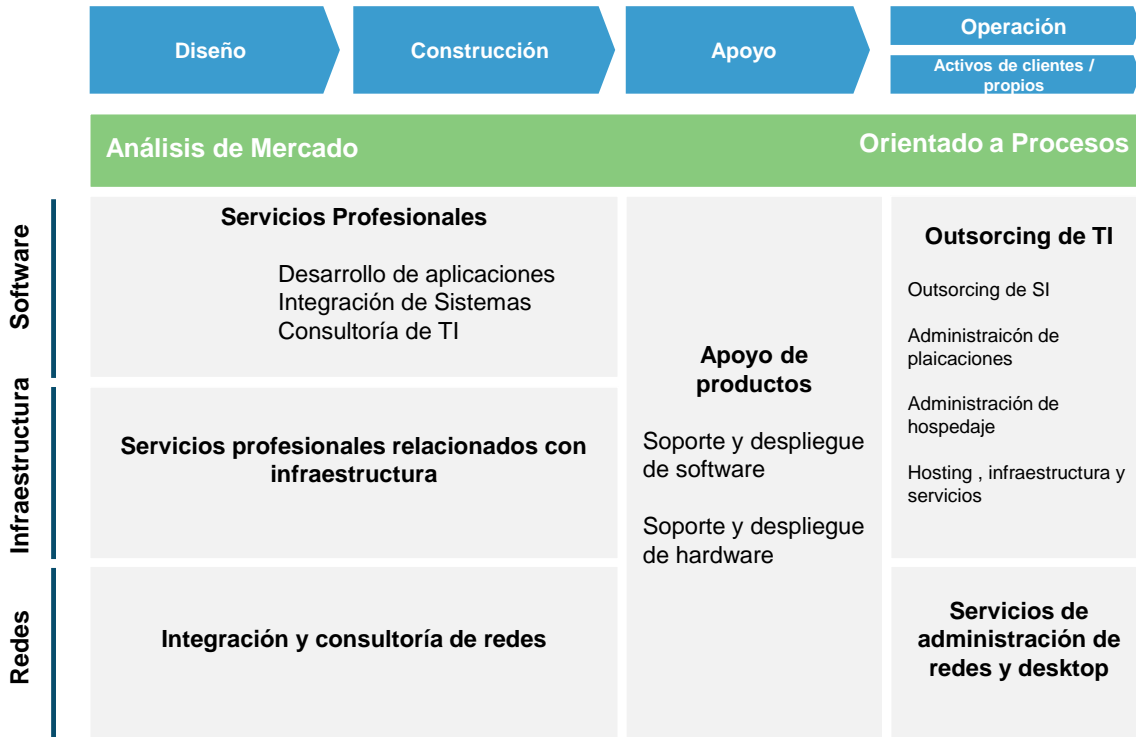 Diseño
Construcción
Apoyo
Operación
Activos de clientes /
propios
Análisis de Mercado
Orientado a Procesos
Software
Servicios Profesionales
Desarrollo de aplicaciones
Integración de Sistemas
Consultoría de TI
Infraestructura
Servicios profesionales relacionados con
infraestructura
Redes
Integración y consultoría de redes
Apoyo de
productos
Soporte y despliegue
de software
Soporte y despliegue
de hardware
Outsorcing de TI
Outsorcing de SI
Administraicón de
plaicaciones
Administración de
hospedaje
Hosting , infraestructura y
servicios
Servicios de
administración de
redes y desktop